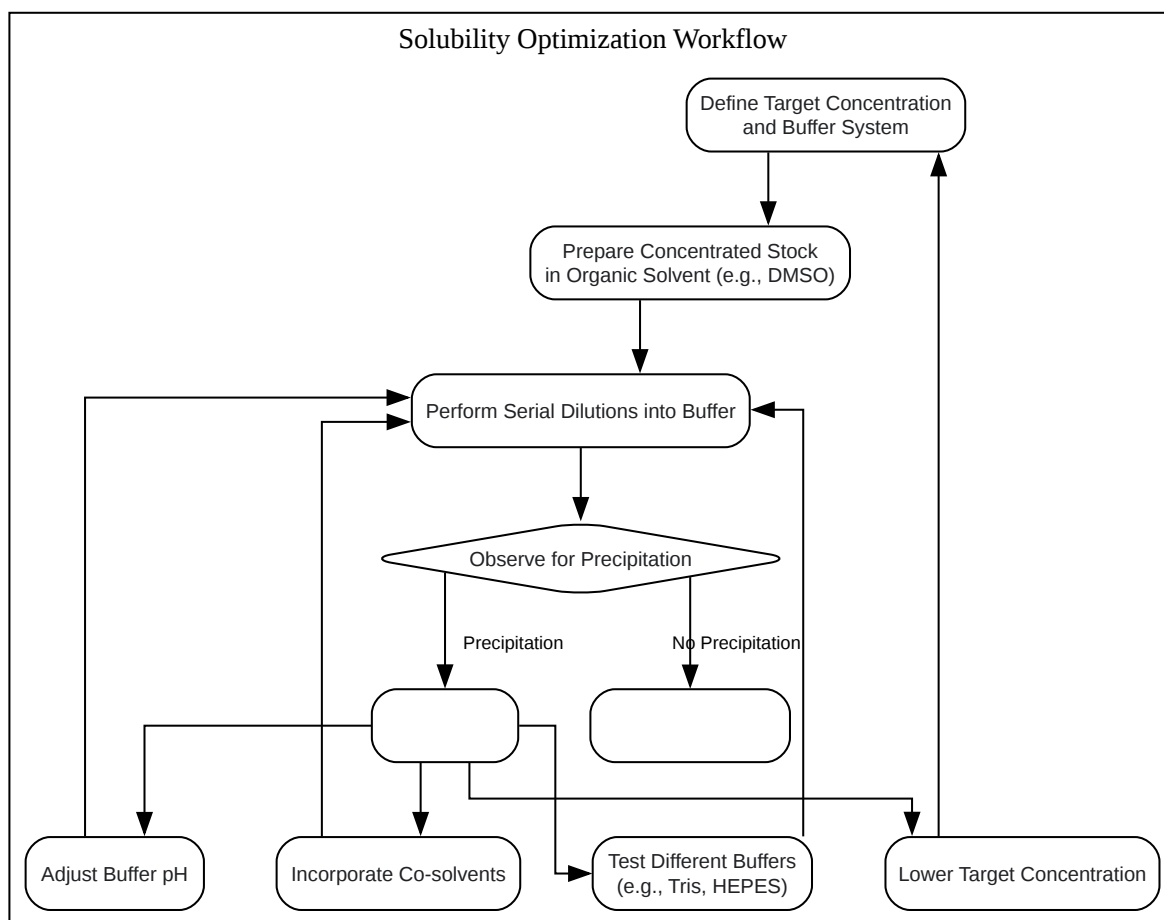 Solubility Optimization Workflow
Define Target Concentration
and Buffer System
Prepare Concentrated Stock
in Organic Solvent (e.g., DMSO)
Perform Serial Dilutions into Buffer
Observe for Precipitation
Precipitation
No Precipitation
Adjust Buffer pH
Incorporate Co-solvents
Test Different Buffers
(e.g., Tris, HEPES)
Lower Target Concentration